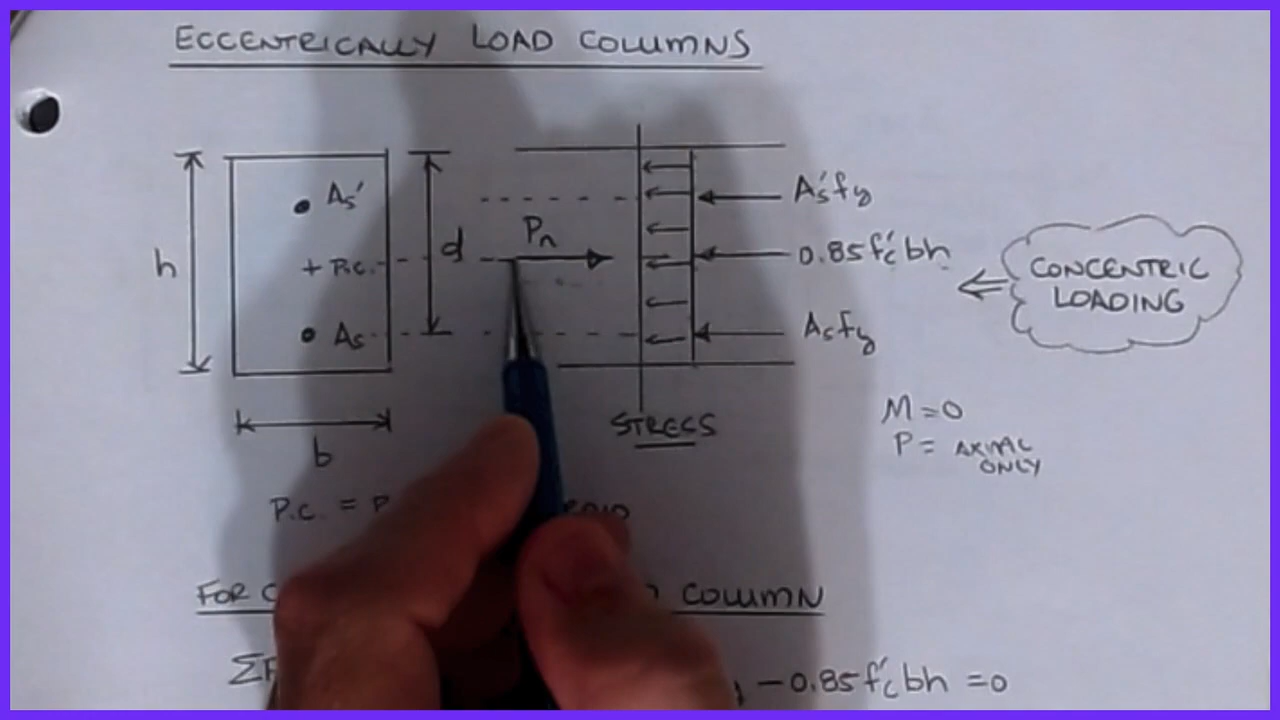 ECCENTRICALLY LOAD COLUMNS
As'
As'fy
Pn
d
h
+ P.C.
0.85f'c bh
CONCENTRIC
LOADING
As
Asfy
M = 0
STRESS
P = AXIAL
ONLY
b
P.C. = P
FOR C COLUMN
ΣF - 0.85f'c bh = 0